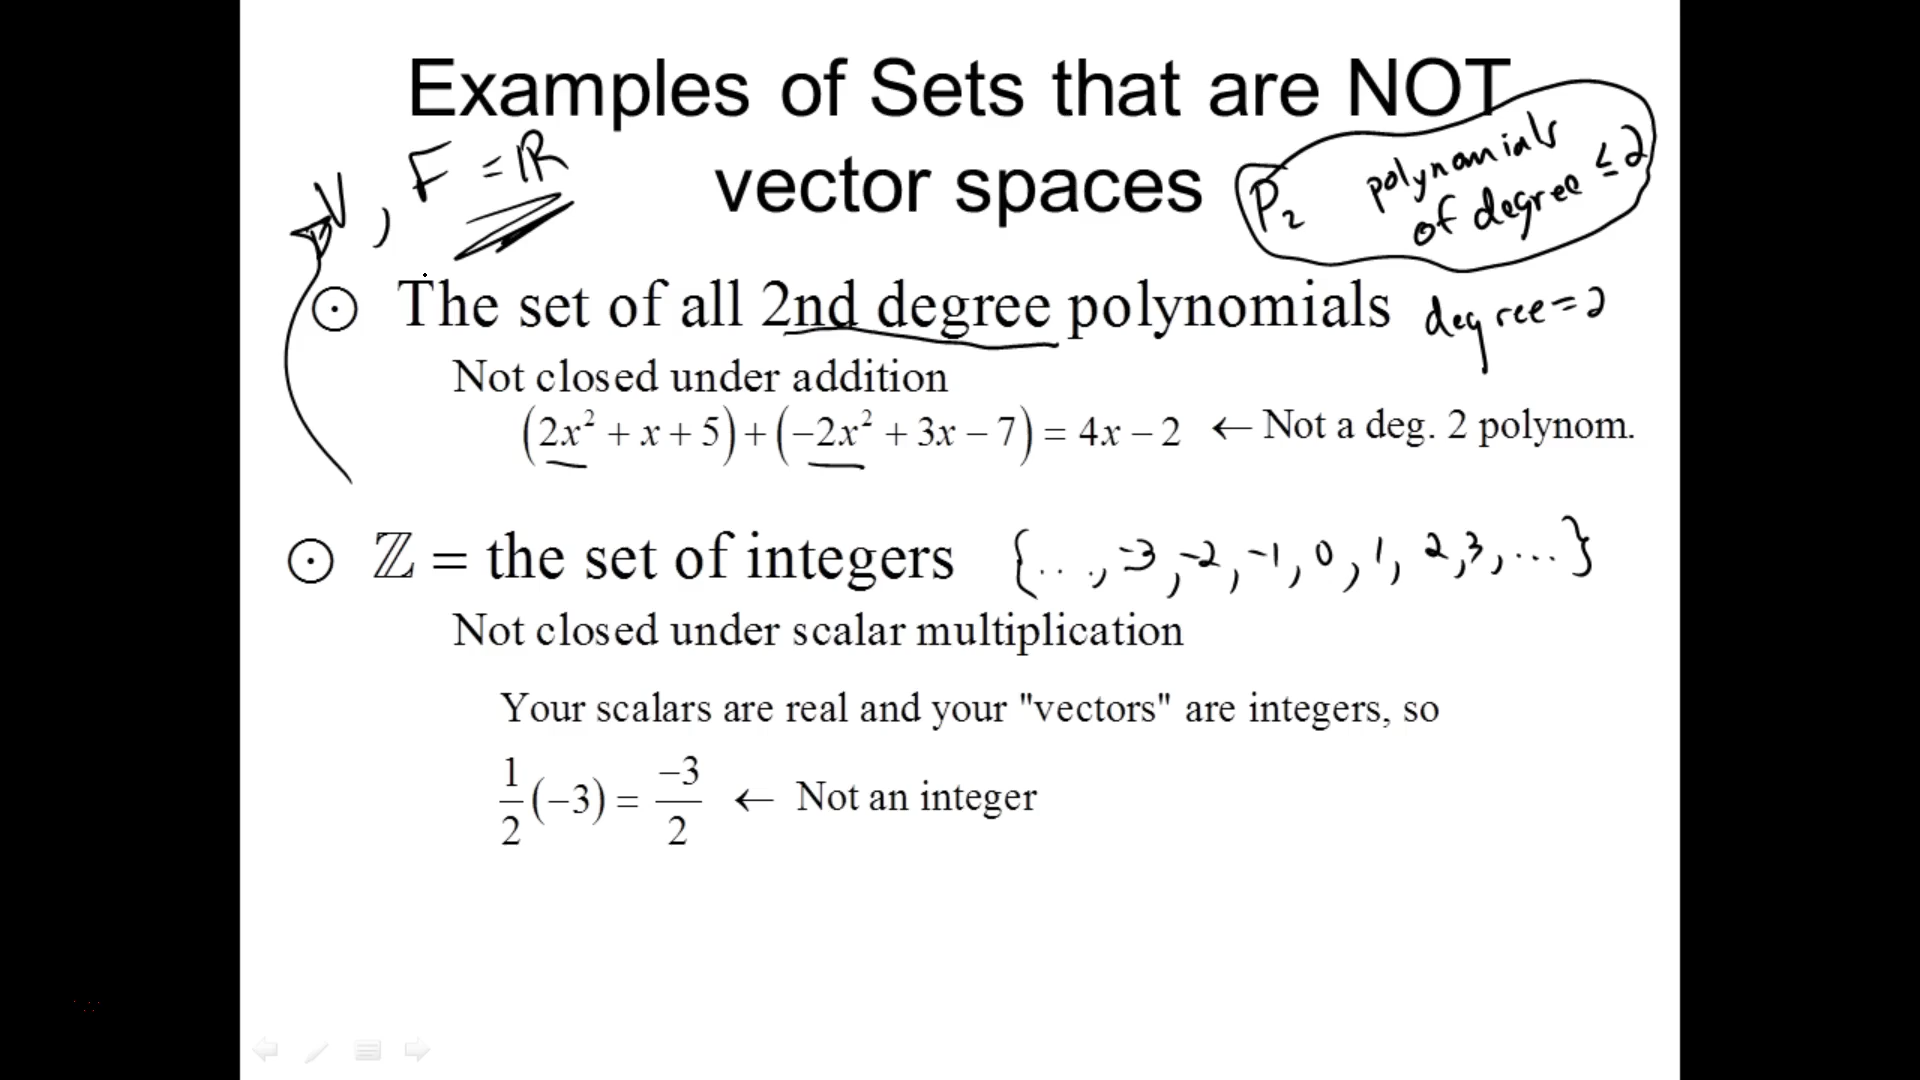 Examples of Sets that are NOT
vector spaces
V, F = ℝ
P₂ polynomials
of degree ≤ 2
⊙ The set of all 2nd degree polynomials degree = 2
Not closed under addition
(2x² + x + 5) + (−2x² + 3x − 7) = 4x − 2 ← Not a deg. 2 polynom.
⊙ ℤ = the set of integers {..., -3, -2, -1, 0, 1, 2, 3, ...}
Not closed under scalar multiplication
Your scalars are real and your "vectors" are integers, so
1/2 (−3) = −3/2 ← Not an integer